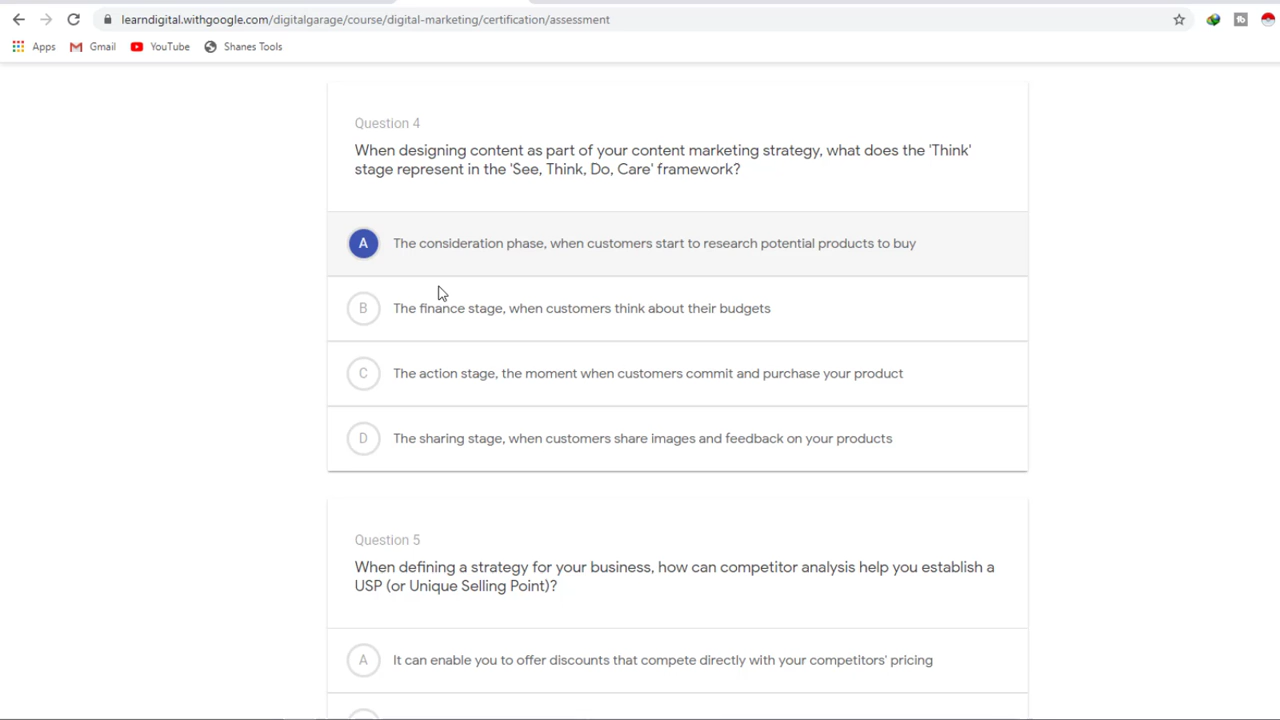 learndigital.withgoogle.com/digitalgarage/course/digital-marketing/certification/assessment
Apps Gmail YouTube Shanes Tools
Question 4
When designing content as part of your content marketing strategy, what does the 'Think'
stage represent in the 'See, Think, Do, Care' framework?
A The consideration phase, when customers start to research potential products to buy
B The finance stage, when customers think about their budgets
C The action stage, the moment when customers commit and purchase your product
D The sharing stage, when customers share images and feedback on your products
Question 5
When defining a strategy for your business, how can competitor analysis help you establish a
USP (or Unique Selling Point)?
A It can enable you to offer discounts that compete directly with your competitors' pricing